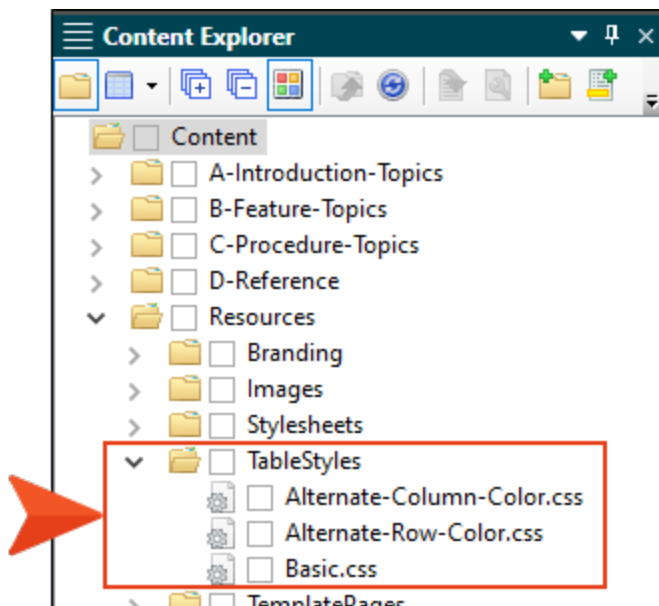 Content Explorer
Content
A-Introduction-Topics
B-Feature-Topics
C-Procedure-Topics
D-Reference
Resources
Branding
Images
Stylesheets
TableStyles
Alternate-Column-Color.css
Alternate-Row-Color.css
Basic.css
TemplatePages